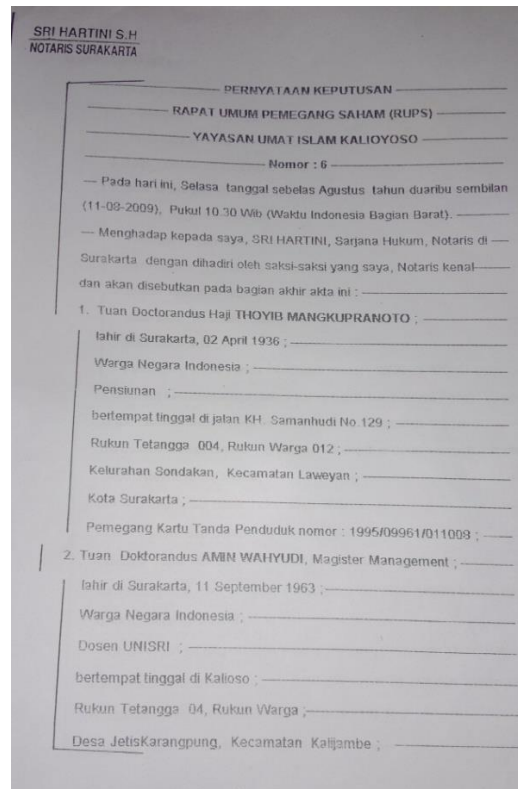 SRI HARTINI S.H
NOTARIS SURAKARTA
PERNYATAAN KEPUTUSAN
RAPAT UMUM PEMEGANG SAHAM (RUPS)
YAYASAN UMAT ISLAM KALIOYOSO
Nomor : 6
— Pada hari ini, Selasa tanggal sebelas Agustus tahun duaribu sembilan
(11-08-2009), Pukul 10.30 Wib (Waktu Indonesia Bagian Barat).
— Menghadap kepada saya, SRI HARTINI, Sarjana Hukum, Notaris di
Surakarta dengan dihadiri oleh saksi-saksi yang saya, Notaris kenal
dan akan disebutkan pada bagian akhir akta ini :
1. Tuan Doctorandus Haji THOYIB MANGKUPRANOTO ;
lahir di Surakarta, 02 April 1936 ;
Warga Negara Indonesia ;
Pensiunan ;
bertempat tinggal di jalan KH. Samanhudi No.129 ;
Rukun Tetangga 004, Rukun Warga 012 ;
Kelurahan Sondakan, Kecamatan Laweyan ;
Kota Surakarta ;
Pemegang Kartu Tanda Penduduk nomor : 1995/09961/011008 ;
2. Tuan Doktorandus AMIN WAHYUDI, Magister Management ;
lahir di Surakarta, 11 September 1963 ;
Warga Negara Indonesia ;
Dosen UNISRI ;
bertempat tinggal di Kalioso ;
Rukun Tetangga 04, Rukun Warga ;
Desa JetisKarangpung, Kecamatan Kalijambe ;